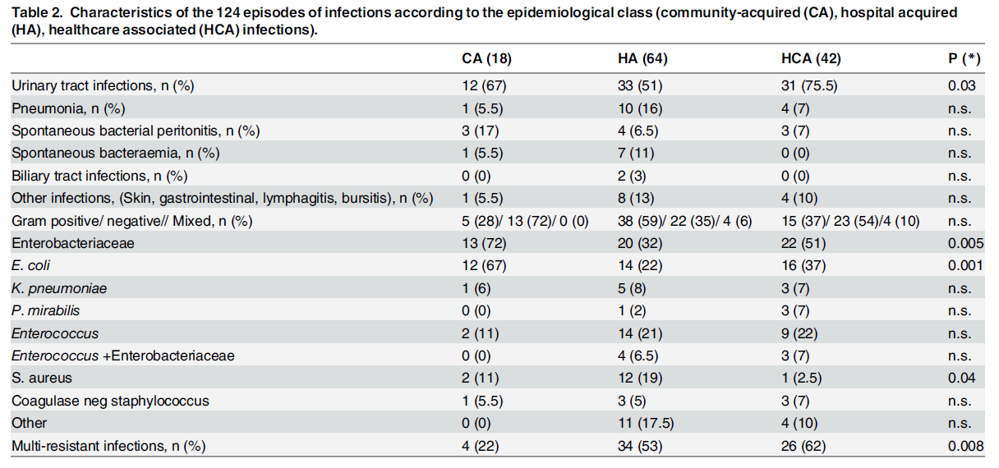 Table 2. Characteristics of the 124 episodes of infections according to the epidemiological class (community-acquired (CA), hospital acquired
(HA), healthcare associated (HCA) infections).
CA (18) HA (64) HCA (42) P (*)
Urinary tract infections, n (%) 12 (67) 33 (51) 31 (75.5) 0.03
Pneumonia, n (%) 1 (5.5) 10 (16) 4 (7) n.s.
Spontaneous bacterial peritonitis, n (%) 3 (17) 4 (6.5) 3 (7) n.s.
Spontaneous bacteraemia, n (%) 1 (5.5) 7 (11) 0 (0) n.s.
Biliary tract infections, n (%) 0 (0) 2 (3) 0 (0) n.s.
Other infections, (Skin, gastrointestinal, lymphagitis, bursitis), n (%) 1 (5.5) 8 (13) 4 (10) n.s.
Gram positive/ negative// Mixed, n (%) 5 (28)/ 13 (72)/ 0 (0) 38 (59)/ 22 (35)/ 4 (6) 15 (37)/ 23 (54)/4 (10) n.s.
Enterobacteriaceae 13 (72) 20 (32) 22 (51) 0.005
E. coli 12 (67) 14 (22) 16 (37) 0.001
K. pneumoniae 1 (6) 5 (8) 3 (7) n.s.
P. mirabilis 0 (0) 1 (2) 3 (7) n.s.
Enterococcus 2 (11) 14 (21) 9 (22) n.s.
Enterococcus +Enterobacteriaceae 0 (0) 4 (6.5) 3 (7) n.s.
S. aureus 2 (11) 12 (19) 1 (2.5) 0.04
Coagulase neg staphylococcus 1 (5.5) 3 (5) 3 (7) n.s.
Other 0 (0) 11 (17.5) 4 (10) n.s.
Multi-resistant infections, n (%) 4 (22) 34 (53) 26 (62) 0.008